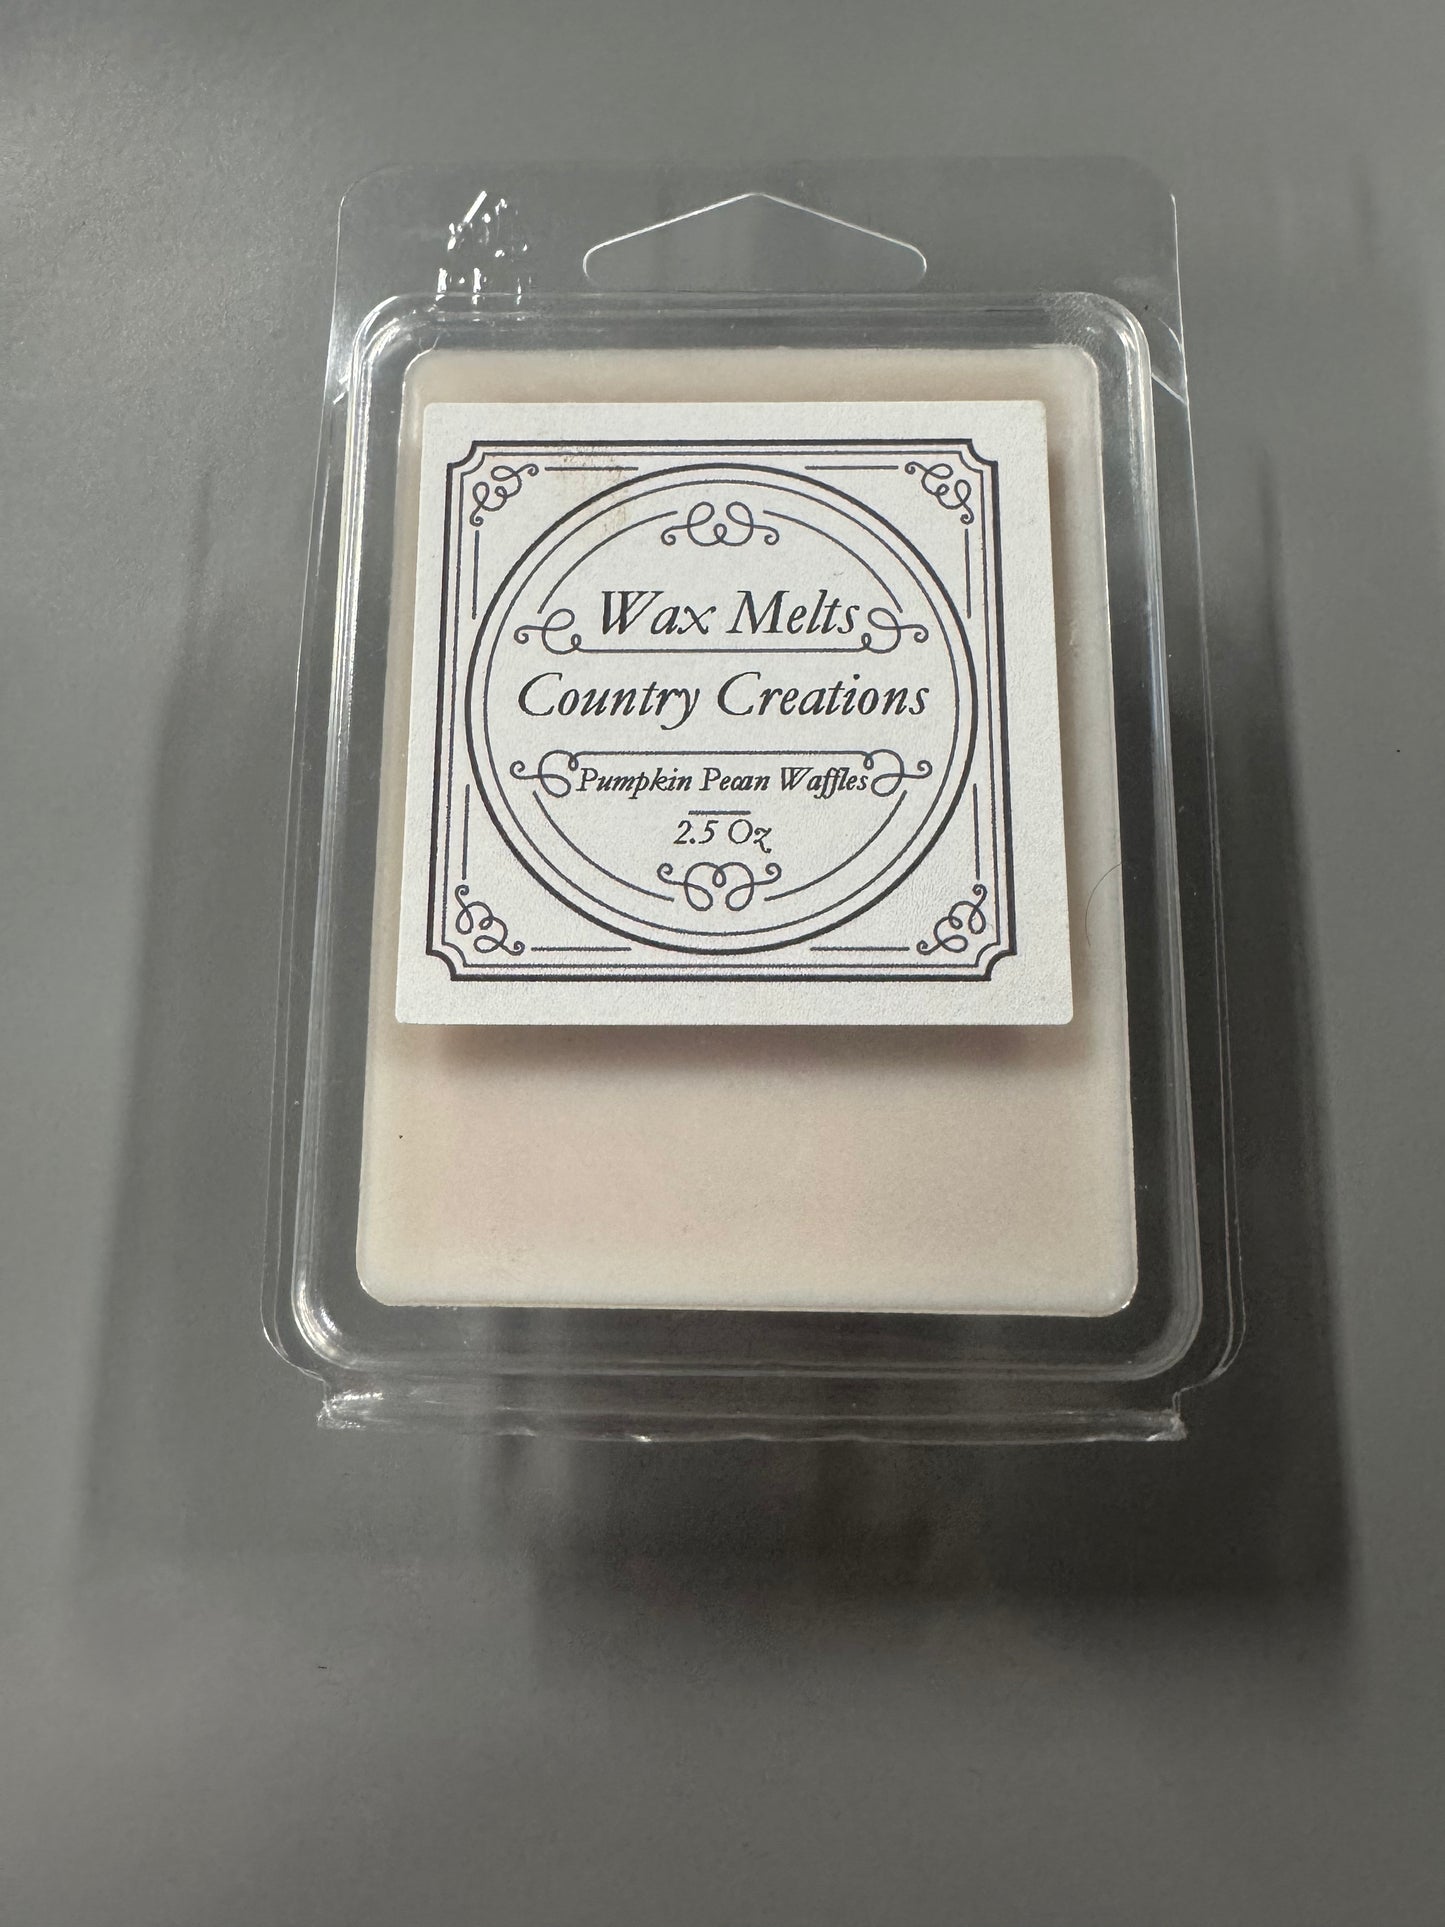 Wax Melts
Country Creations
Pumpkin Pecan Waffles
2.5 Oz